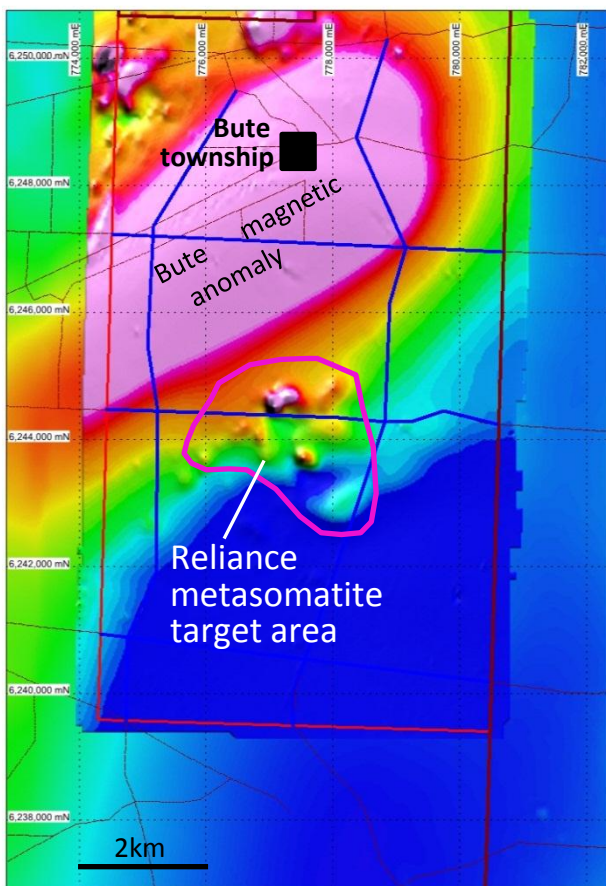 774,000 mE
776,000 mE
778,000 mE
780,000 mE
782,000 mE
6,250,000 mN
Bute
township
6,248,000 mN
Bute magnetic
anomaly
6,246,000 mN
6,244,000 mN
6,242,000 mN
Reliance
metasomatite
target area
6,240,000 mN
6,238,000 mN
2km